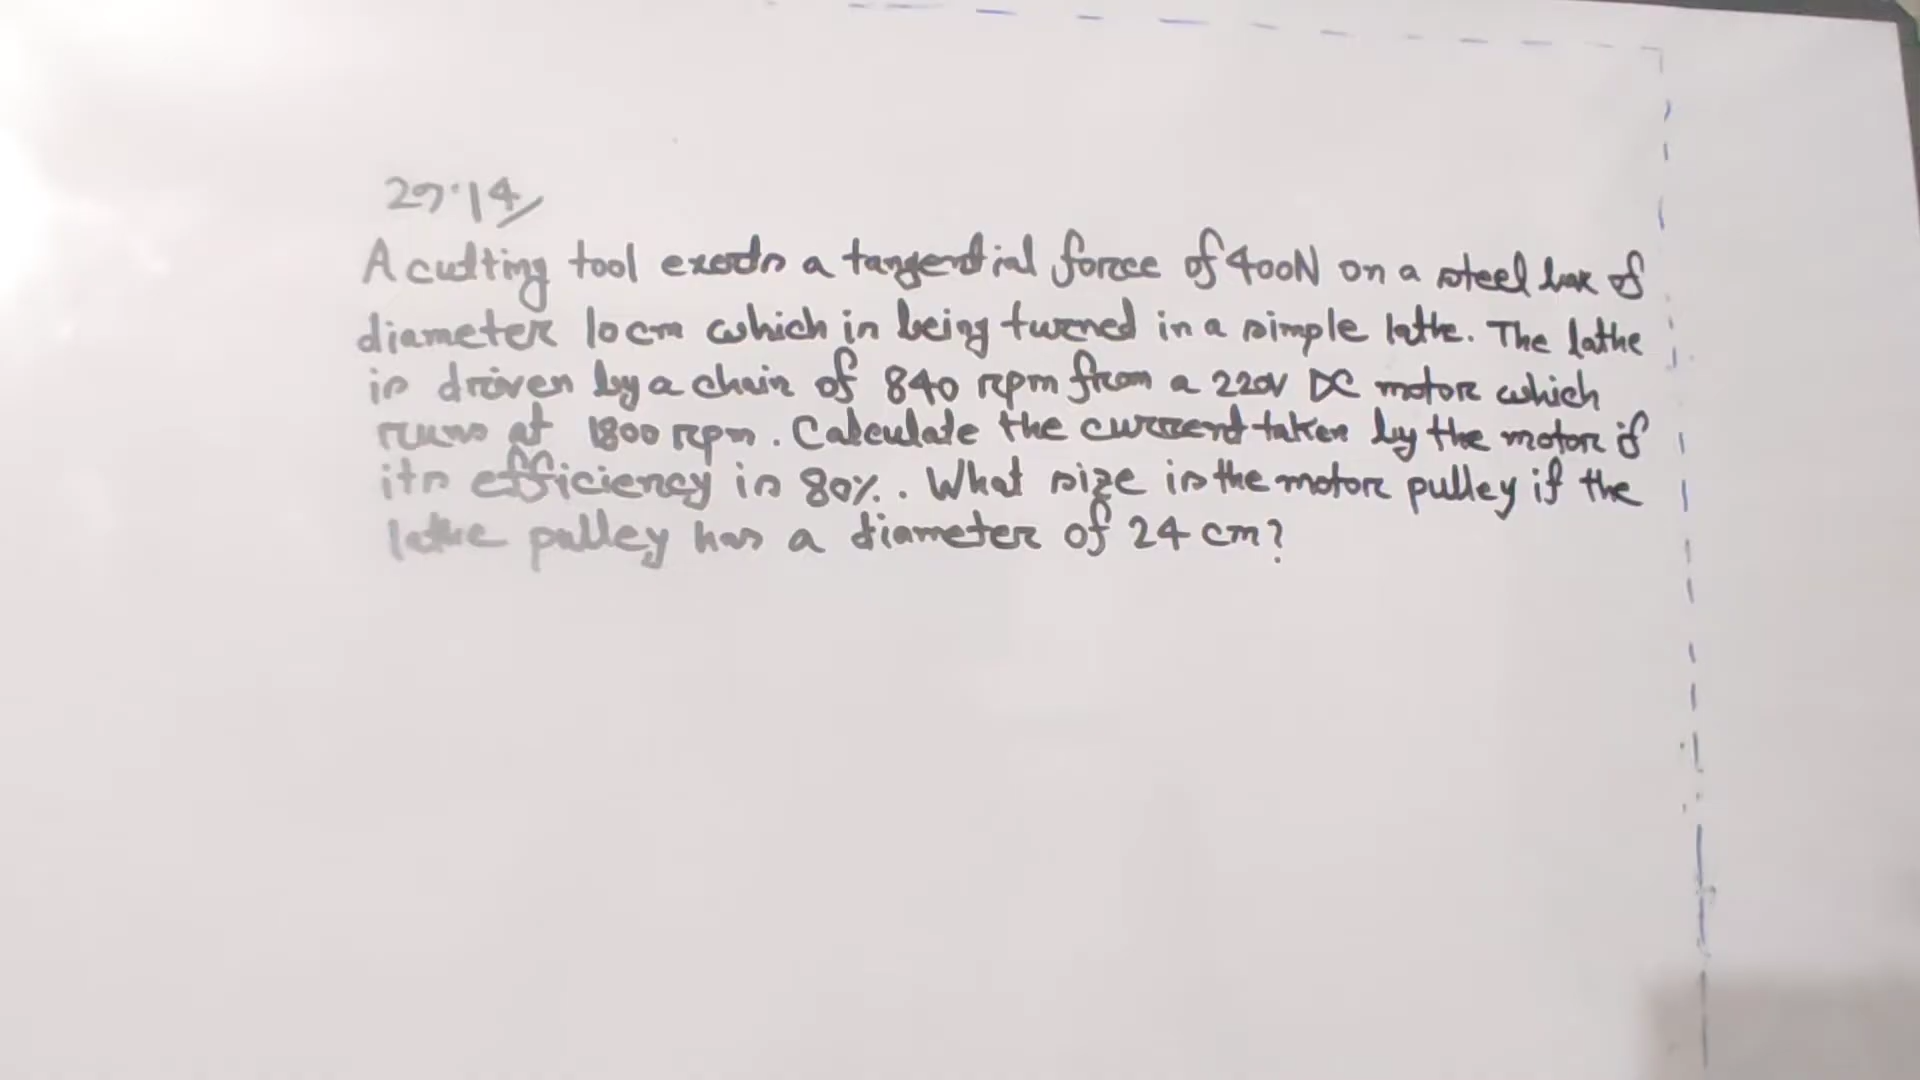 29.14/
A cutting tool exerts a tangential force of 400N on a steel bar of
diameter 10cm which is being turned in a simple lathe. The lathe
is driven by a chain of 840 rpm from a 220V DC motor which
runs at 1800 rpm. Calculate the current taken by the motor if
its efficiency is 80%. What size is the motor pulley if the
lathe pulley has a diameter of 24 cm?